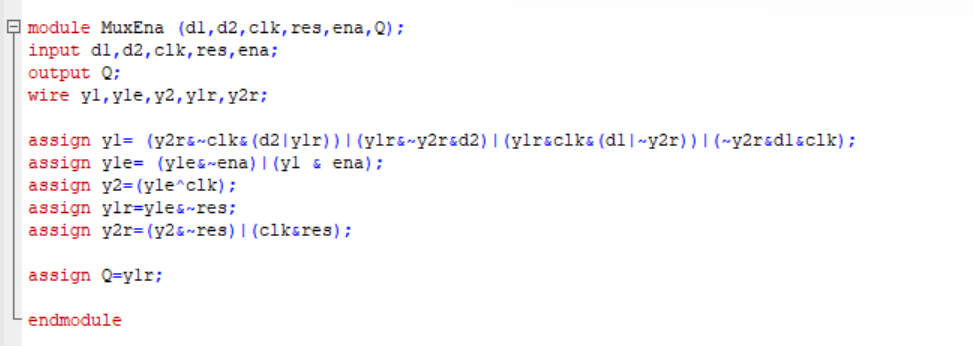 module MuxEna (d1,d2,clk,res,ena,Q);
input d1,d2,clk,res,ena;
output Q;
wire y1,y1e,y2,y1r,y2r;
assign y1= (y2r&~clk&(d2|y1r))|(y1r&~y2r&d2)|(y1r&clk&(d1|~y2r))|(~y2r&d1&clk);
assign y1e= (y1e&~ena)|(y1 & ena);
assign y2=(y1e^clk);
assign y1r=y1e&~res;
assign y2r=(y2&~res)|(clk&res);
assign Q=y1r;
endmodule